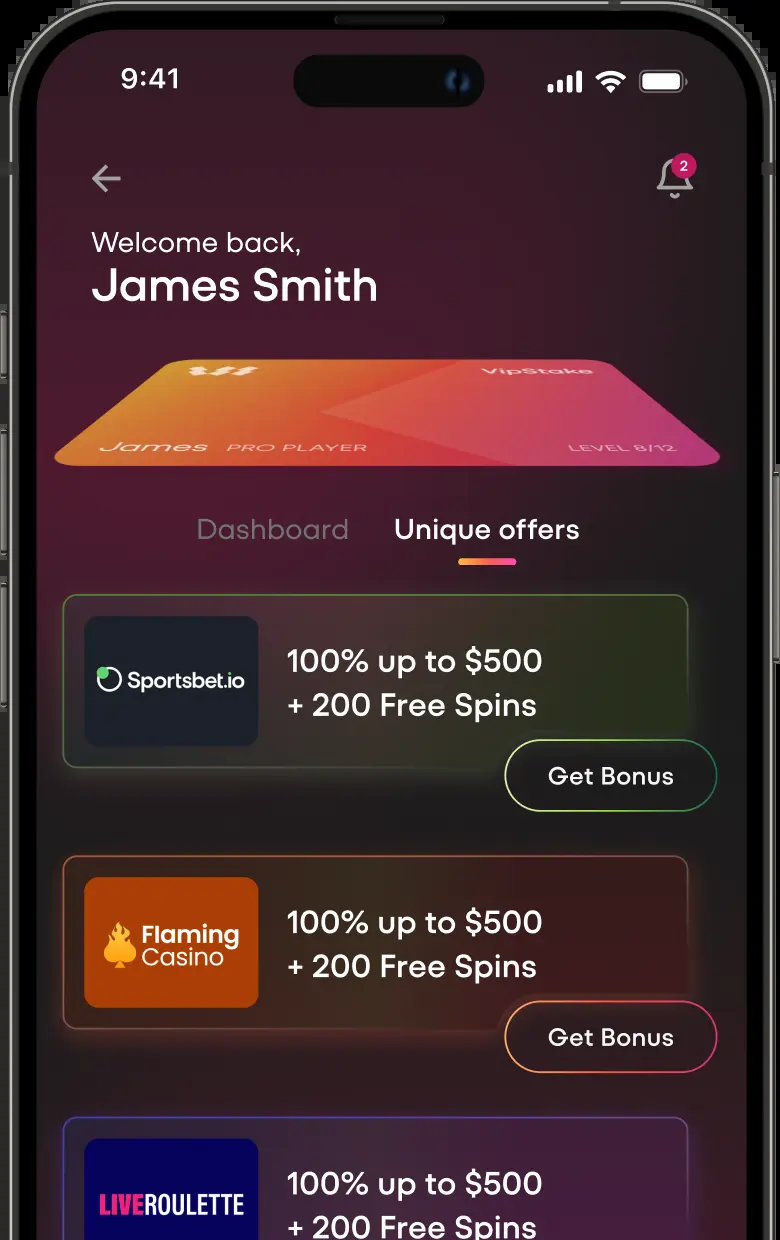 9:41
2
Welcome back,
James Smith
VipStake
James PRO PLAYER LEVEL 8/12
Dashboard Unique offers
Sportsbet.io
100% up to $500
+ 200 Free Spins
Get Bonus
Flaming
Casino
100% up to $500
+ 200 Free Spins
Get Bonus
LIVEROULETTE
100% up to $500
+ 200 Free Spins